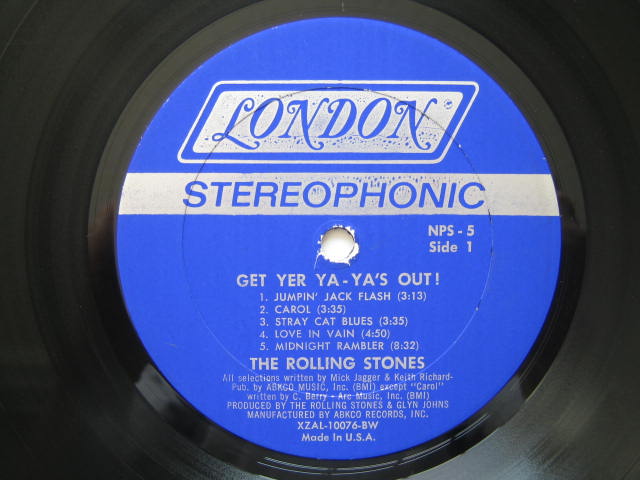 LONDON
STEREOPHONIC
NPS - 5
Side 1
GET YER YA-YA'S OUT!
1. JUMPIN' JACK FLASH (3:13)
2. CAROL (3:35)
3. STRAY CAT BLUES (3:35)
4. LOVE IN VAIN (4:50)
5. MIDNIGHT RAMBLER (8:32)
THE ROLLING STONES
All selections written by Mick Jagger & Keith Richard-
Pub. by ABKCO MUSIC, Inc. (BMI) except "Carol"
written by C. Berry - Arc Music, Inc. (BMI)
PRODUCED BY THE ROLLING STONES & GLYN JOHNS
MANUFACTURED BY ABKCO RECORDS, INC.
XZAL-10076-BW
Made In U.S.A.